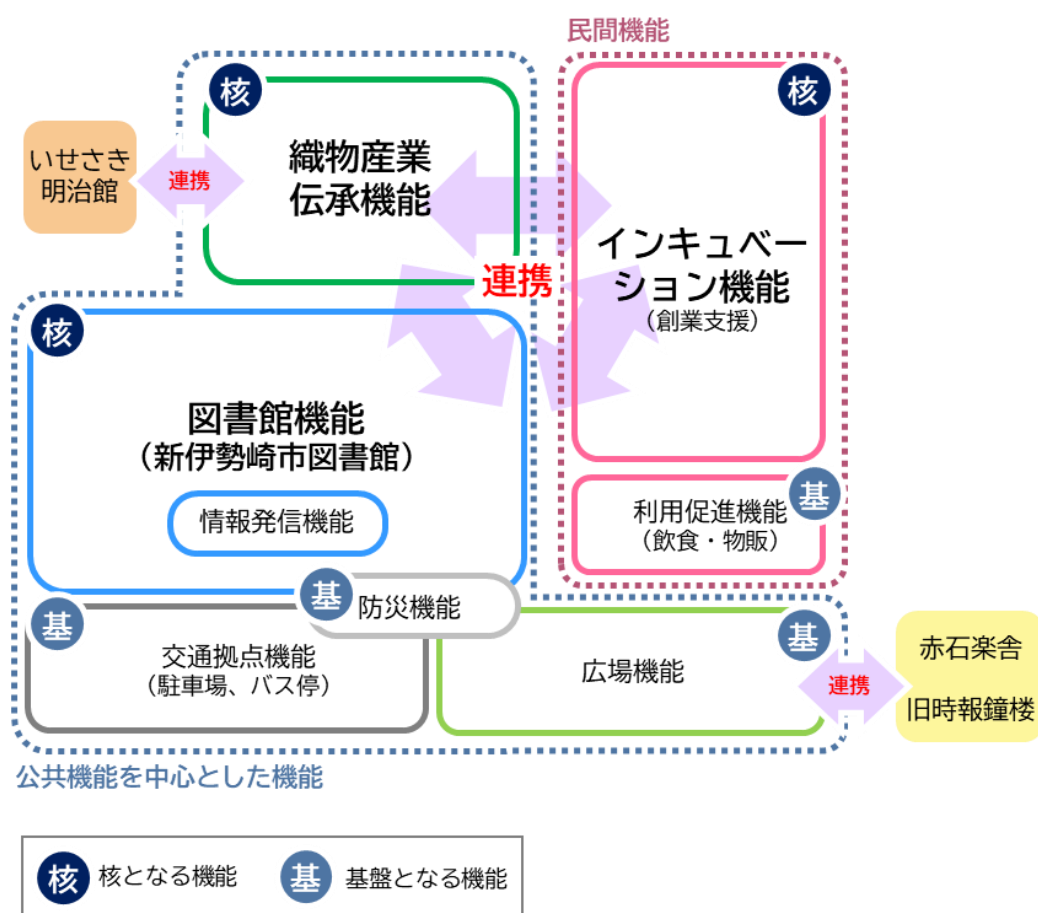 民間機能
核
織物産業
伝承機能
いせさき
明治館
連携
核
インキュベー
ション機能
(創業支援)
連携
核
図書館機能
(新伊勢崎市図書館)
情報発信機能
基
利用促進機能
(飲食・物販)
基
防災機能
基
交通拠点機能
(駐車場、バス停)
基
広場機能
連携
赤石楽舎
旧時報鐘楼
公共機能を中心とした機能
核 核となる機能 基 基盤となる機能